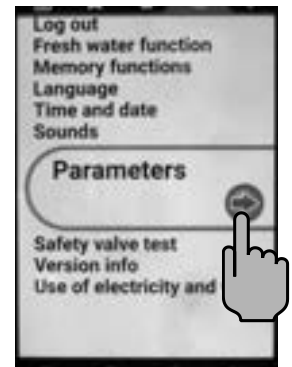 Log out
Fresh water function
Memory functions
Language
Time and date
Sounds
Parameters
Safety valve test
Version info
Use of electricity and